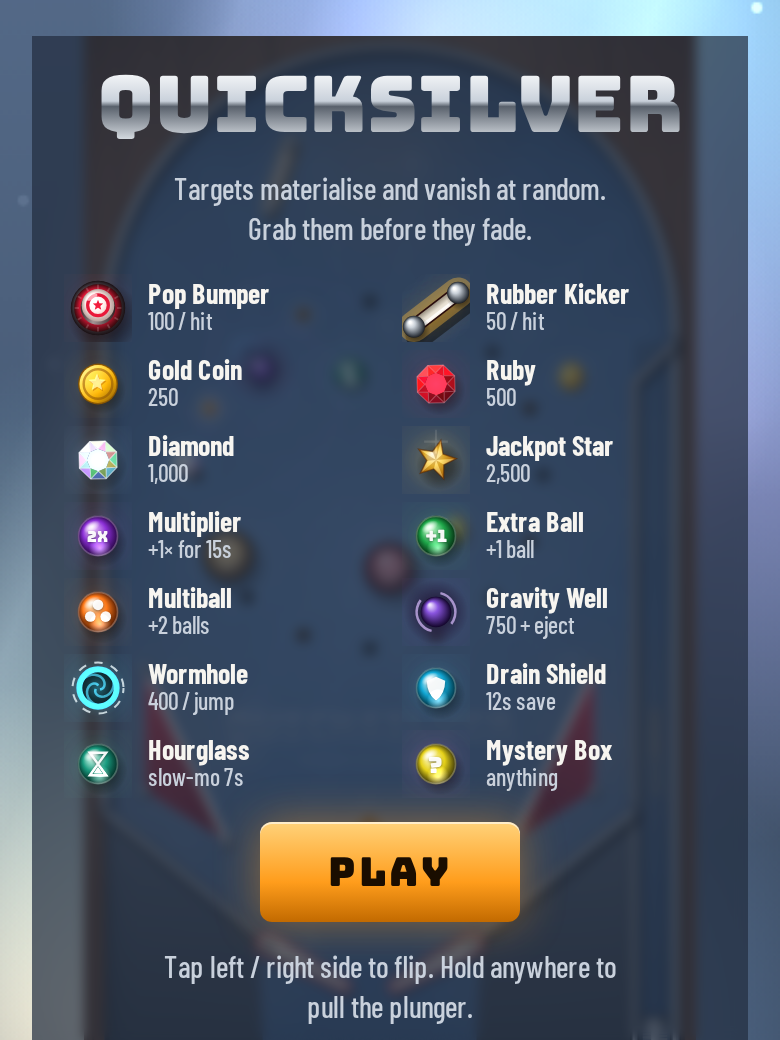 QUICKSILVER
Targets materialise and vanish at random.
Grab them before they fade.
Pop Bumper
100 / hit
Rubber Kicker
50 / hit
Gold Coin
250
Ruby
500
Diamond
1,000
Jackpot Star
2,500
2X
Multiplier
+1× for 15s
+1
Extra Ball
+1 ball
Multiball
+2 balls
Gravity Well
750 + eject
Wormhole
400 / jump
Drain Shield
12s save
Hourglass
slow-mo 7s
?
Mystery Box
anything
PLAY
Tap left / right side to flip. Hold anywhere to
pull the plunger.